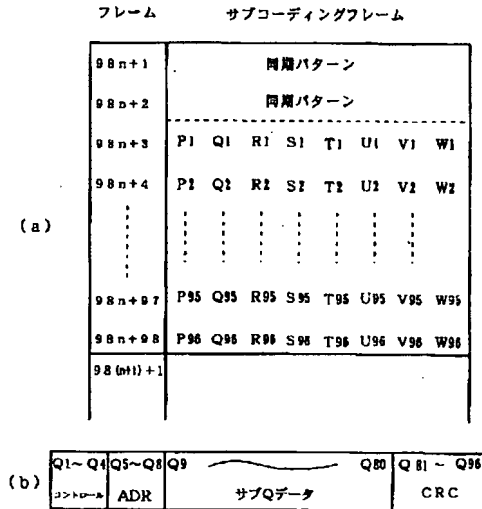 フレーム サブコーディングフレーム
98n+1 同期パターン
98n+2 同期パターン
98n+3 P1 Q1 R1 S1 T1 U1 V1 W1
98n+4 P2 Q2 R2 S2 T2 U2 V2 W2
(a)
98n+97 P95 Q95 R95 S95 T95 U95 V95 W95
98n+98 P96 Q96 R96 S96 T96 U96 V96 W96
98(n+1)+1
(b)
Q1~Q4 Q5~Q8 Q9 Q80 Q81~Q96
コントロール ADR サブQデータ CRC